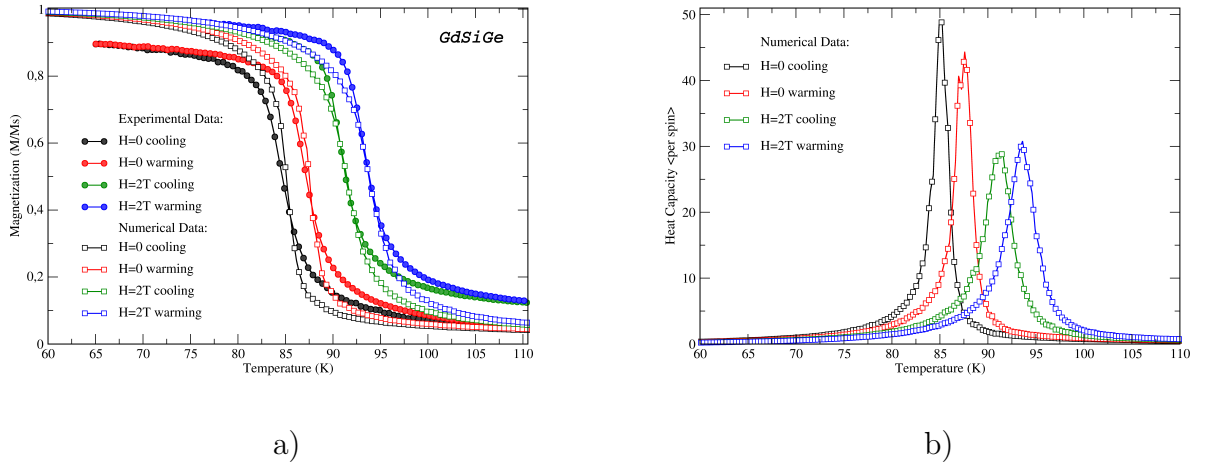 1
0,8
0,6
0,4
0,2
0
Magnetization (M/Ms)
GdSiGe
Experimental Data:
H=0 cooling
H=0 warming
H=2T cooling
H=2T warming
Numerical Data:
H=0 cooling
H=0 warming
H=2T cooling
H=2T warming
60 65 70 75 80 85 90 95 100 105 110
Temperature (K)
a)
50
40
30
20
10
0
Heat Capacity <per spin>
Numerical Data:
H=0 cooling
H=0 warming
H=2T cooling
H=2T warming
60 65 70 75 80 85 90 95 100 105 110
Temperature (K)
b)